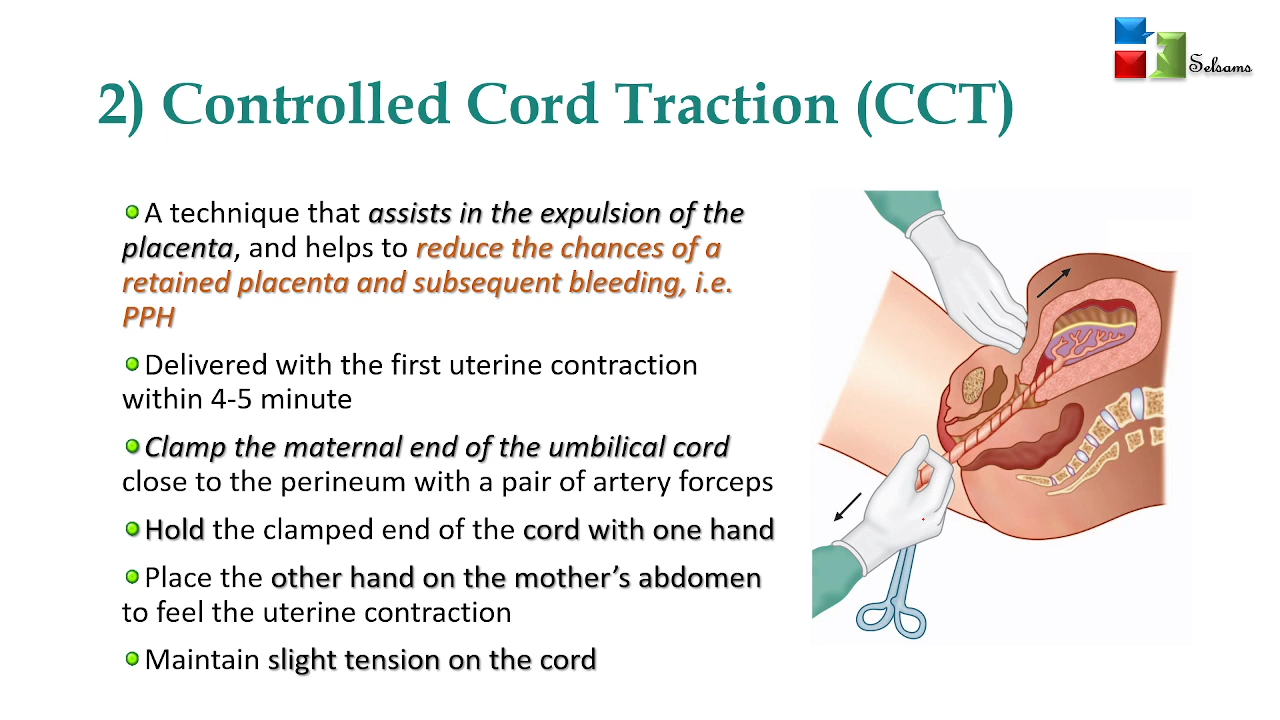 Selsams
2) Controlled Cord Traction (CCT)
A technique that assists in the expulsion of the
placenta, and helps to reduce the chances of a
retained placenta and subsequent bleeding, i.e.
PPH
Delivered with the first uterine contraction
within 4-5 minute
Clamp the maternal end of the umbilical cord
close to the perineum with a pair of artery forceps
Hold the clamped end of the cord with one hand
Place the other hand on the mother’s abdomen
to feel the uterine contraction
Maintain slight tension on the cord